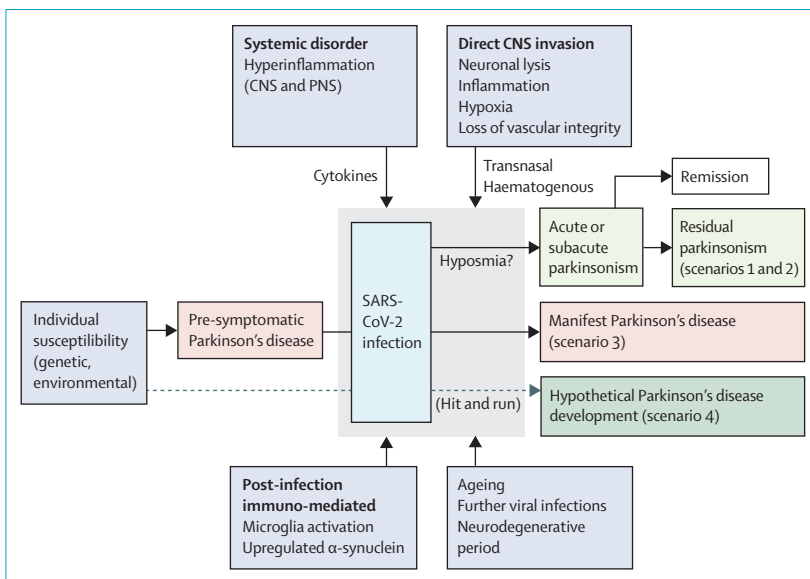 Systemic disorder
Hyperinflammation
(CNS and PNS)
Direct CNS invasion
Neuronal lysis
Inflammation
Hypoxia
Loss of vascular integrity
Cytokines
Transnasal
Haematogenous
Remission
Acute or
subacute
parkinsonism
Residual
parkinsonism
(scenarios 1 and 2)
Hyposmia?
SARS-
CoV-2
infection
Individual
susceptilibility
(genetic,
environmental)
Pre-symptomatic
Parkinson’s disease
Manifest Parkinson’s disease
(scenario 3)
(Hit and run)
Hypothetical Parkinson’s disease
development (scenario 4)
Post-infection
immuno-mediated
Microglia activation
Upregulated α-synuclein
Ageing
Further viral infections
Neurodegenerative
period